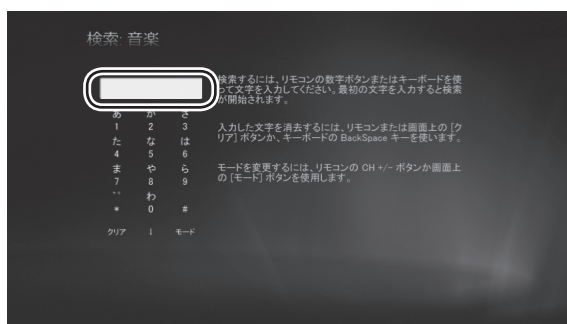 検索: 音楽
検索するには、リモコンの数字ボタンまたはキーボードを使
って文字を入力してください。最初の文字を入力すると検索
が開始されます。
あ か さ
1 2 3
入力した文字を消去するには、リモコンまたは画面上の [ク
リア] ボタンか、キーボードの BackSpace キーを使います。
た な は
4 5 6
ま や ら
7 8 9
モードを変更するには、リモコンの CH +/- ボタンか画面上
の [モード] ボタンを使用します。
゛゜ わ
* 0 #
クリア ↓ モード